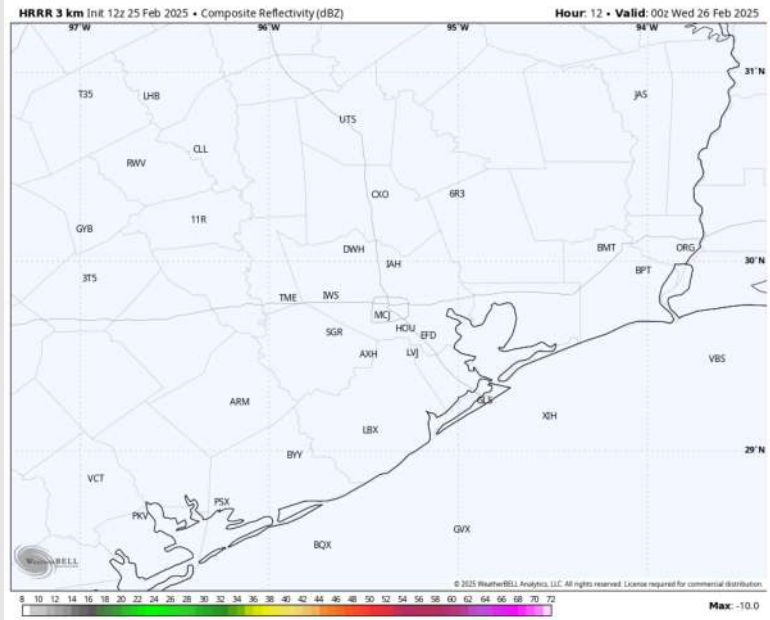 HRRR 3 km Init 12z 25 Feb 2025 • Composite Reflectivity (dBZ)
Hour: 12 • Valid: 00z Wed 26 Feb 2025
97°W 96°W 95°W 94°W
31°N
T35 LHB JAS
UTS
CLL
RWV
CXO 6R3
11R
GYB
DWH BMT ORG
IAH 30°N
BPT
3T5
TME IWS
MCJ
SGR HOU EFD
AXH LVJ
VBS
ARM GLS
XIH
LBX
BYY 29°N
VCT
PSX
PKV
GVX
BQX
WeatherBELL
© 2025 WeatherBELL Analytics, LLC. All rights reserved. License required for commercial distribution.
8 10 12 14 16 18 20 22 24 26 28 30 32 34 36 38 40 42 44 46 48 50 52 54 56 58 60 62 64 66 68 70 72
Max: -10.0